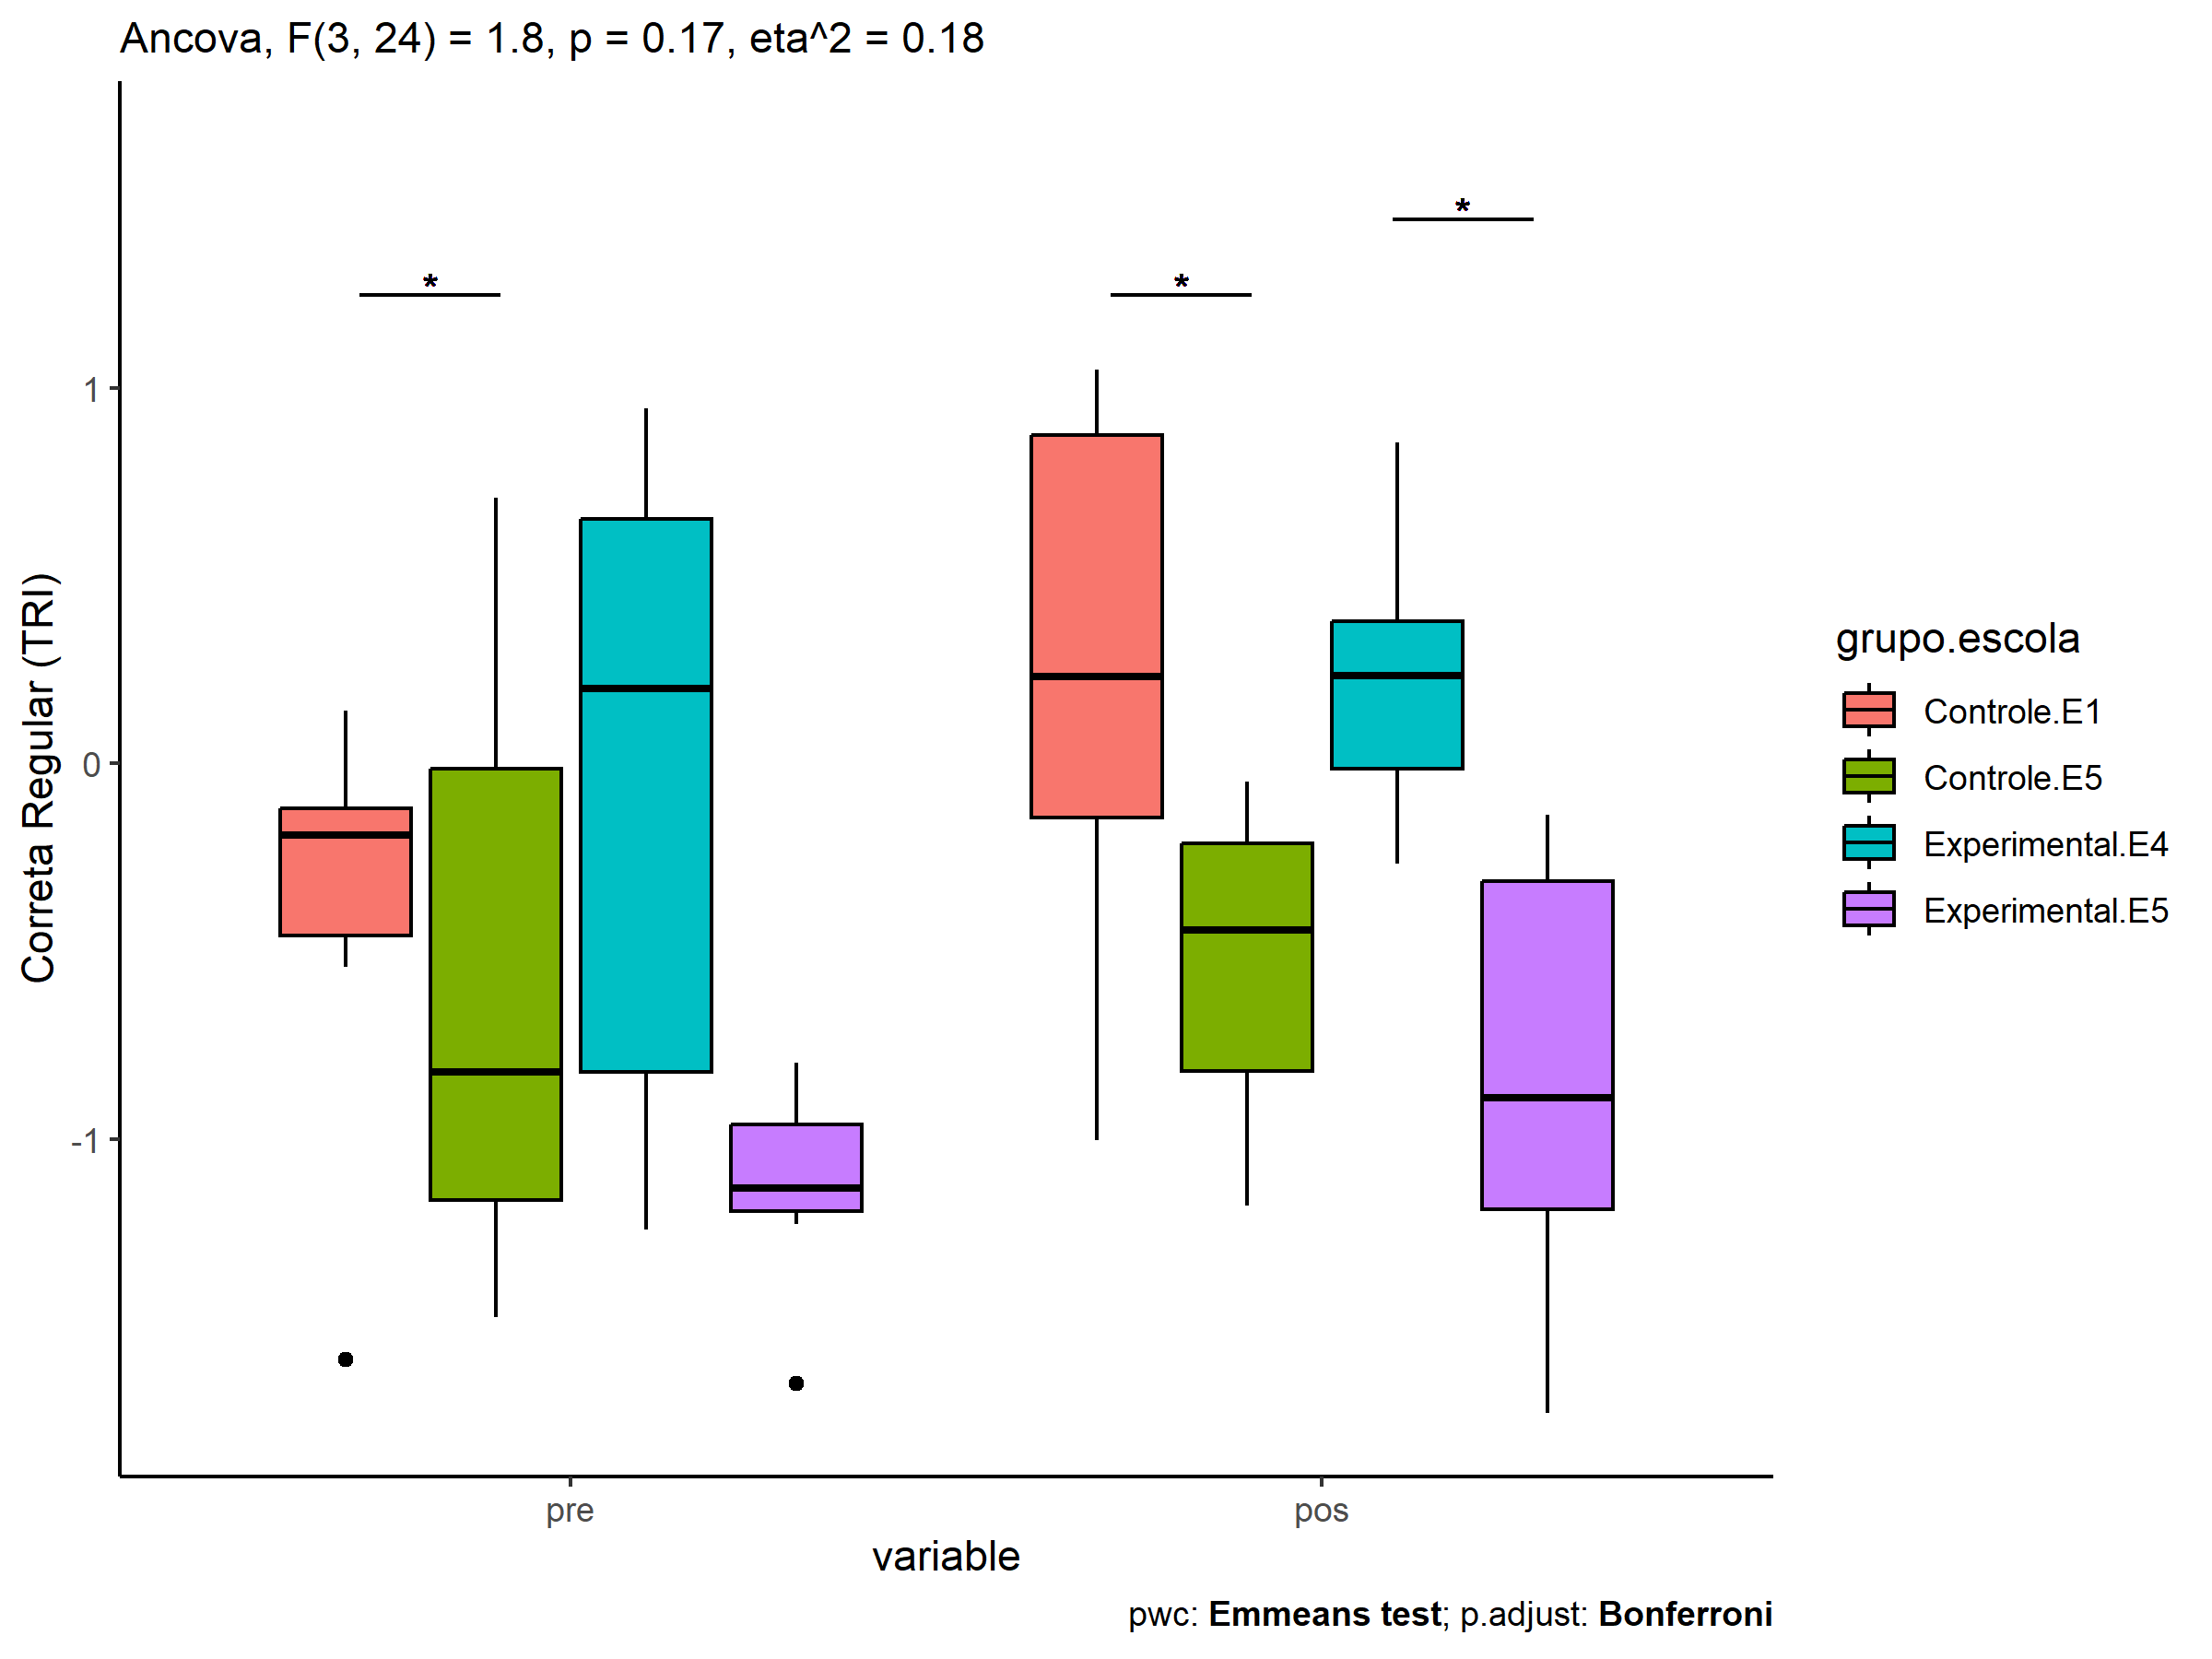 Ancova, F(3, 24) = 1.8, p = 0.17, eta^2 = 0.18
*
*
*
1
0
-1
Correta Regular (TRI)
pre
pos
variable
grupo.escola
Controle.E1
Controle.E5
Experimental.E4
Experimental.E5
pwc: Emmeans test; p.adjust: Bonferroni